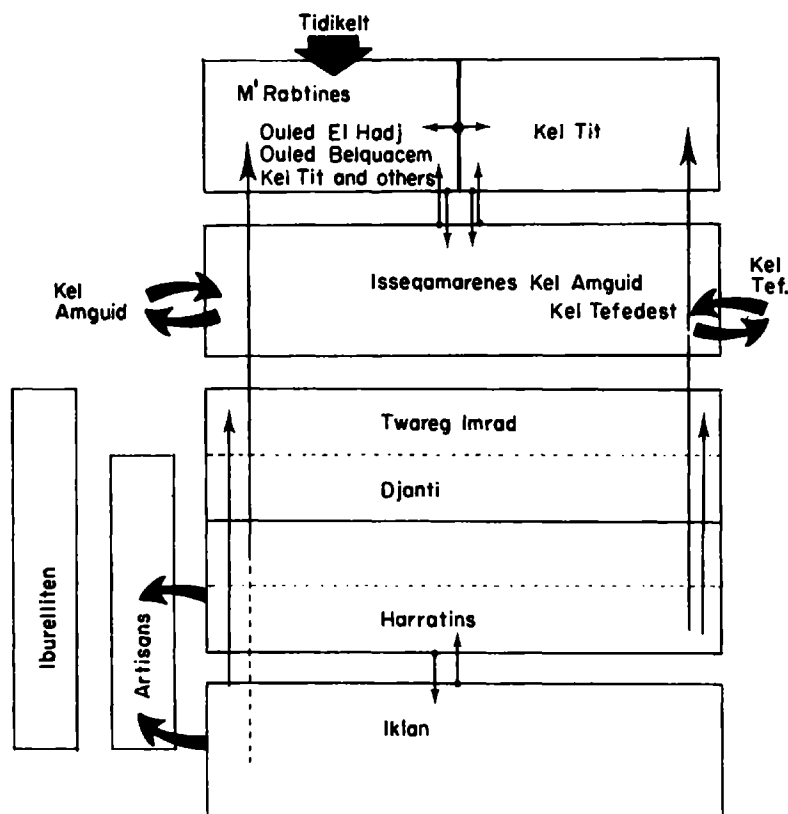 Tidikelt
M' Rabtines
Ouled El Hadj
Ouled Belquacem
Kel Tit and others
Kel Tit
Kel
Amguid
Isseqamarenes Kel Amguid
Kel Tefedest
Kel
Tef.
Twareg Imrad
Djanti
Harratins
Iklan
Iburelliten
Artisans